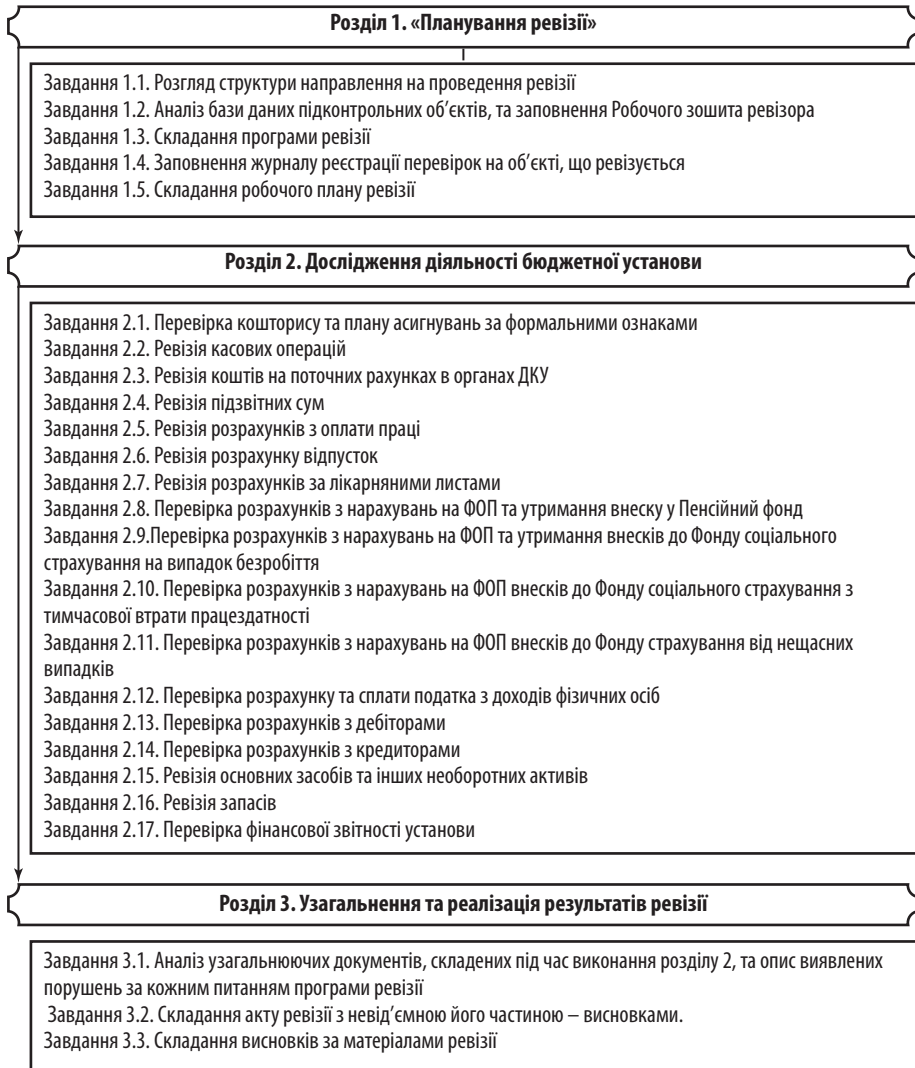 Розділ 1. «Планування ревізії»
Завдання 1.1. Розгляд структури направлення на проведення ревізії
Завдання 1.2. Аналіз бази даних підконтрольних об’єктів, та заповнення Робочого зошита ревізора
Завдання 1.3. Складання програми ревізії
Завдання 1.4. Заповнення журналу реєстрації перевірок на об’єкті, що ревізується
Завдання 1.5. Складання робочого плану ревізії
Розділ 2. Дослідження діяльності бюджетної установи
Завдання 2.1. Перевірка кошторису та плану асигнувань за формальними ознаками
Завдання 2.2. Ревізія касових операцій
Завдання 2.3. Ревізія коштів на поточних рахунках в органах ДКУ
Завдання 2.4. Ревізія підзвітних сум
Завдання 2.5. Ревізія розрахунків з оплати праці
Завдання 2.6. Ревізія розрахунку відпусток
Завдання 2.7. Ревізія розрахунків за лікарняними листами
Завдання 2.8. Перевірка розрахунків з нарахувань на ФОП та утримання внеску у Пенсійний фонд
Завдання 2.9.Перевірка розрахунків з нарахувань на ФОП та утримання внесків до Фонду соціального
страхування на випадок безробіття
Завдання 2.10. Перевірка розрахунків з нарахувань на ФОП внесків до Фонду соціального страхування з
тимчасової втрати працездатності
Завдання 2.11. Перевірка розрахунків з нарахувань на ФОП внесків до Фонду страхування від нещасних
випадків
Завдання 2.12. Перевірка розрахунку та сплати податка з доходів фізичних осіб
Завдання 2.13. Перевірка розрахунків з дебіторами
Завдання 2.14. Перевірка розрахунків з кредиторами
Завдання 2.15. Ревізія основних засобів та інших необоротних активів
Завдання 2.16. Ревізія запасів
Завдання 2.17. Перевірка фінансової звітності установи
Розділ 3. Узагальнення та реалізація результатів ревізії
Завдання 3.1. Аналіз узагальнюючих документів, складених під час виконання розділу 2, та опис виявлених
порушень за кожним питанням програми ревізії
Завдання 3.2. Складання акту ревізії з невід’ємною його частиною – висновками.
Завдання 3.3. Складання висновків за матеріалами ревізії